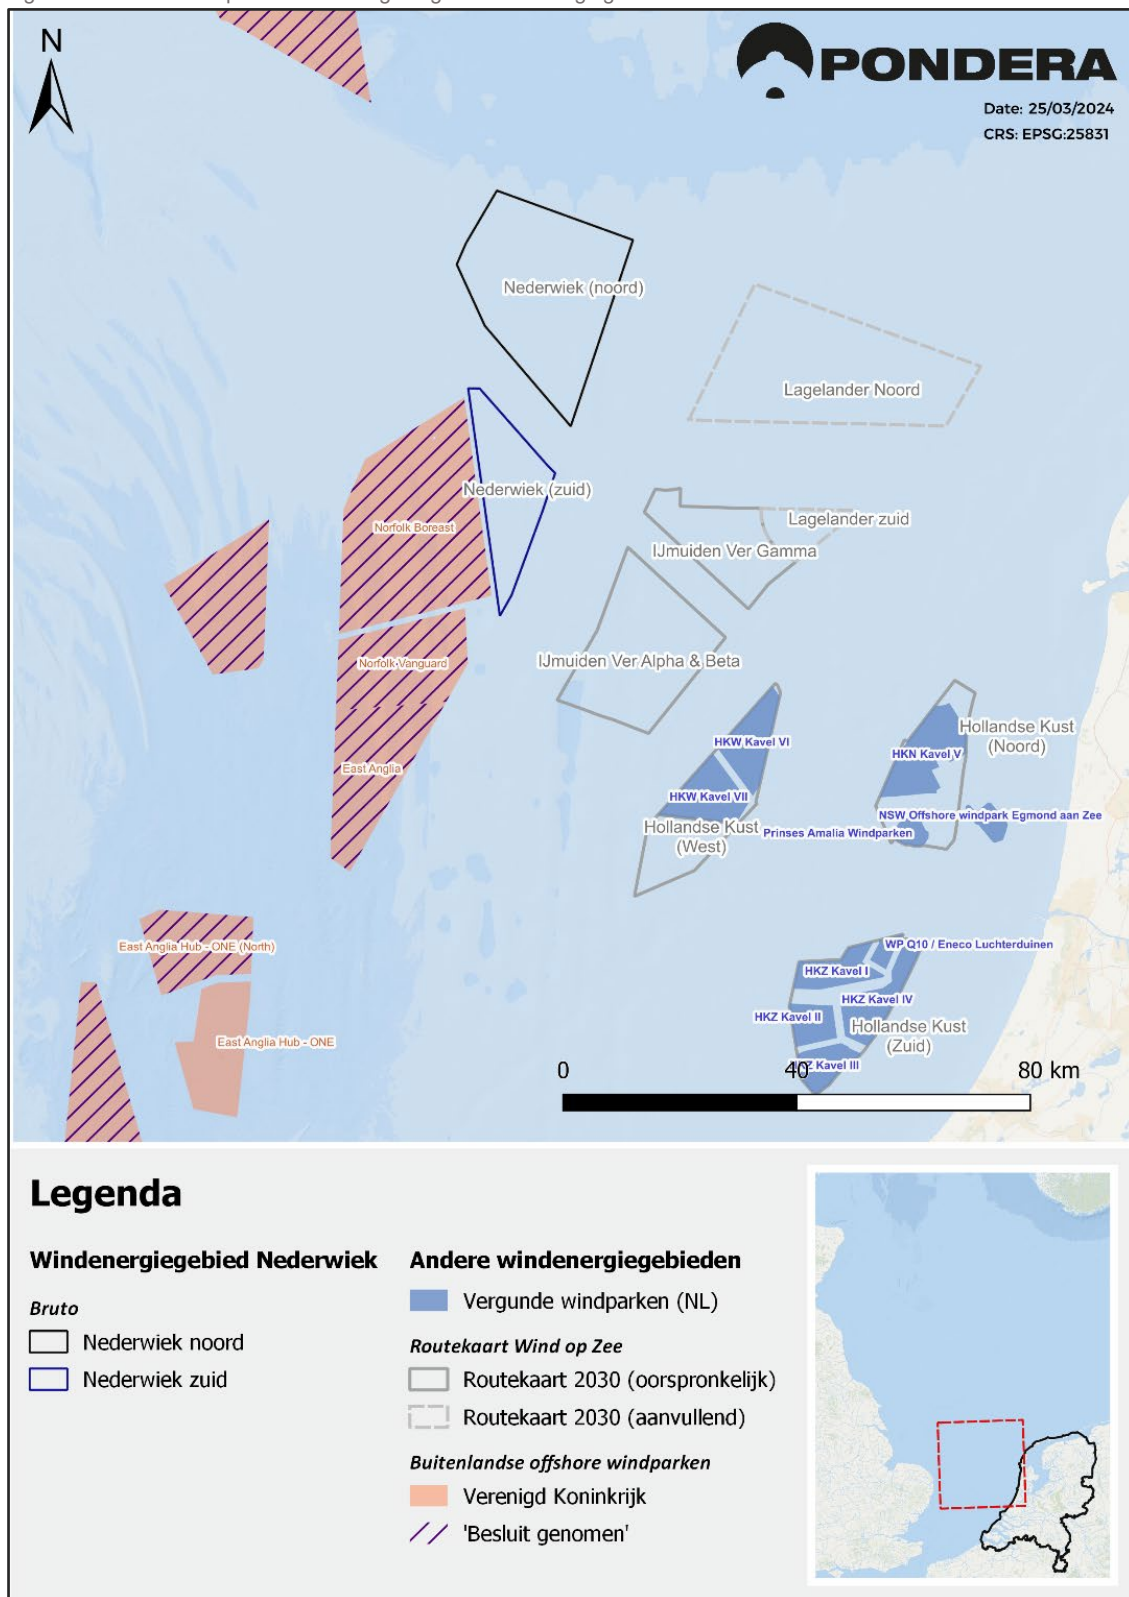 N
PONDERA
Date: 25/03/2024
CRS: EPSG:25831
Nederwiek (noord)
Lagelander Noord
Nederwiek (zuid)
Lagelander zuid
Norfolk Boreast
IJmuiden Ver Gamma
IJmuiden Ver Alpha & Beta
Norfolk Vanguard
East Anglia
HKW Kavel VI
HKW Kavel VII
Hollandse Kust
(West)
Hollandse Kust
(Noord)
HKN Kavel V
NSW Offshore windpark Egmond aan Zee
Prinses Amalia Windparken
East Anglia Hub - ONE (North)
East Anglia Hub - ONE
WP Q10 / Eneco Luchterduinen
HKZ Kavel I
HKZ Kavel IV
HKZ Kavel II
Hollandse Kust
(Zuid)
HKZ Kavel III
0 40 80 km
Legenda
Windenergiegebied Nederwiek
Bruto
Nederwiek noord
Nederwiek zuid
Andere windenergiegebieden
Vergunde windparken (NL)
Routekaart Wind op Zee
Routekaart 2030 (oorspronkelijk)
Routekaart 2030 (aanvullend)
Buitenlandse offshore windparken
Verenigd Koninkrijk
'Besluit genomen'